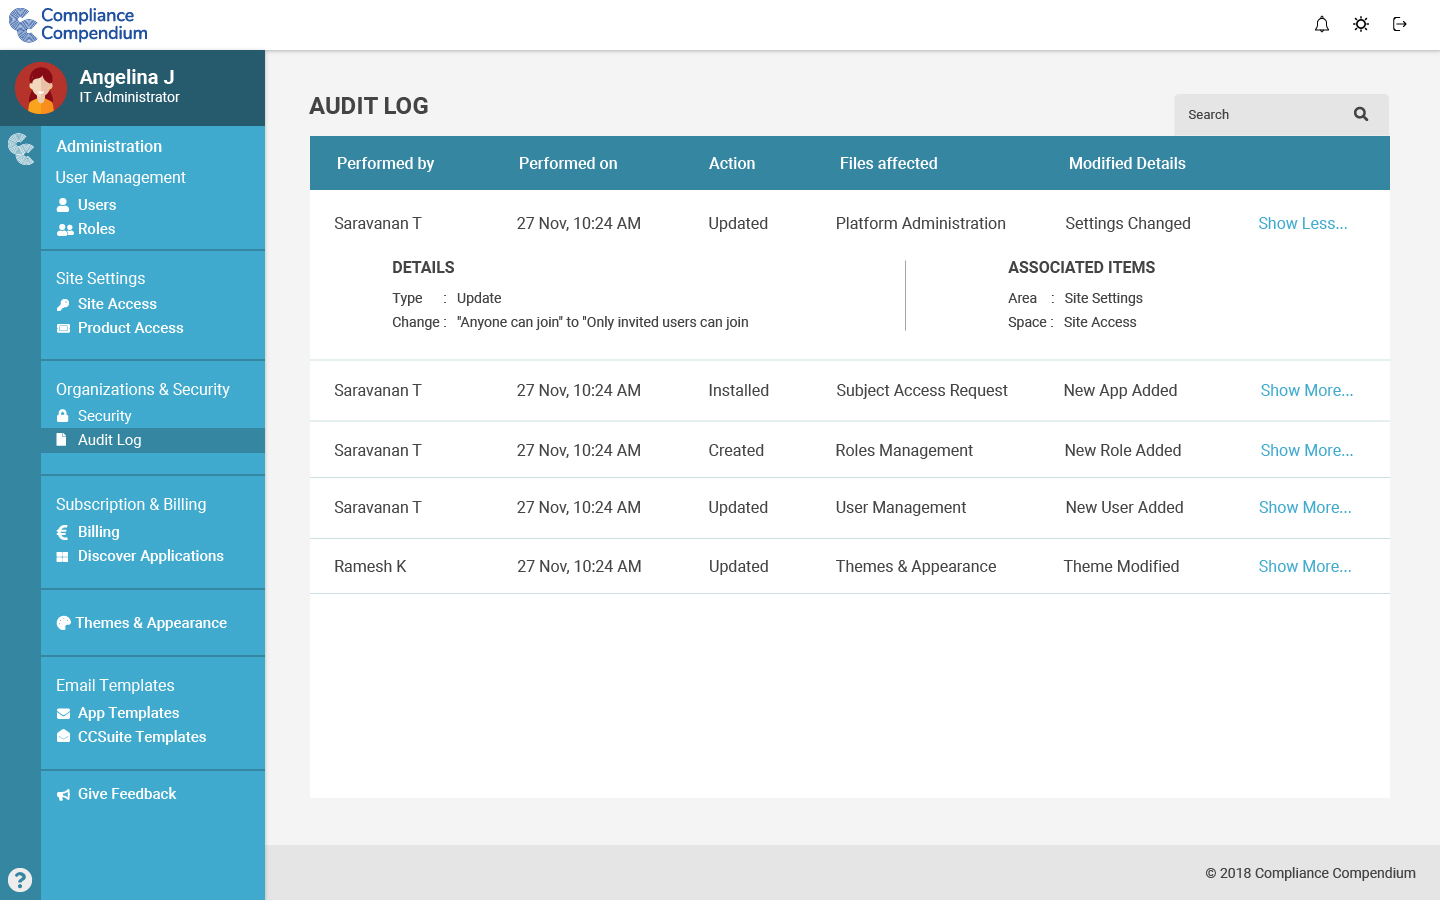 Compliance
Compendium
Angelina J
IT Administrator
Administration
User Management
Users
Roles
Site Settings
Site Access
Product Access
Organizations & Security
Security
Audit Log
Subscription & Billing
Billing
Discover Applications
Themes & Appearance
Email Templates
App Templates
CCSuite Templates
Give Feedback
?
AUDIT LOG
Search
Performed by Performed on Action Files affected Modified Details
Saravanan T 27 Nov, 10:24 AM Updated Platform Administration Settings Changed Show Less...
DETAILS
Type : Update
Change : "Anyone can join" to "Only invited users can join
ASSOCIATED ITEMS
Area : Site Settings
Space : Site Access
Saravanan T 27 Nov, 10:24 AM Installed Subject Access Request New App Added Show More...
Saravanan T 27 Nov, 10:24 AM Created Roles Management New Role Added Show More...
Saravanan T 27 Nov, 10:24 AM Updated User Management New User Added Show More...
Ramesh K 27 Nov, 10:24 AM Updated Themes & Appearance Theme Modified Show More...
© 2018 Compliance Compendium